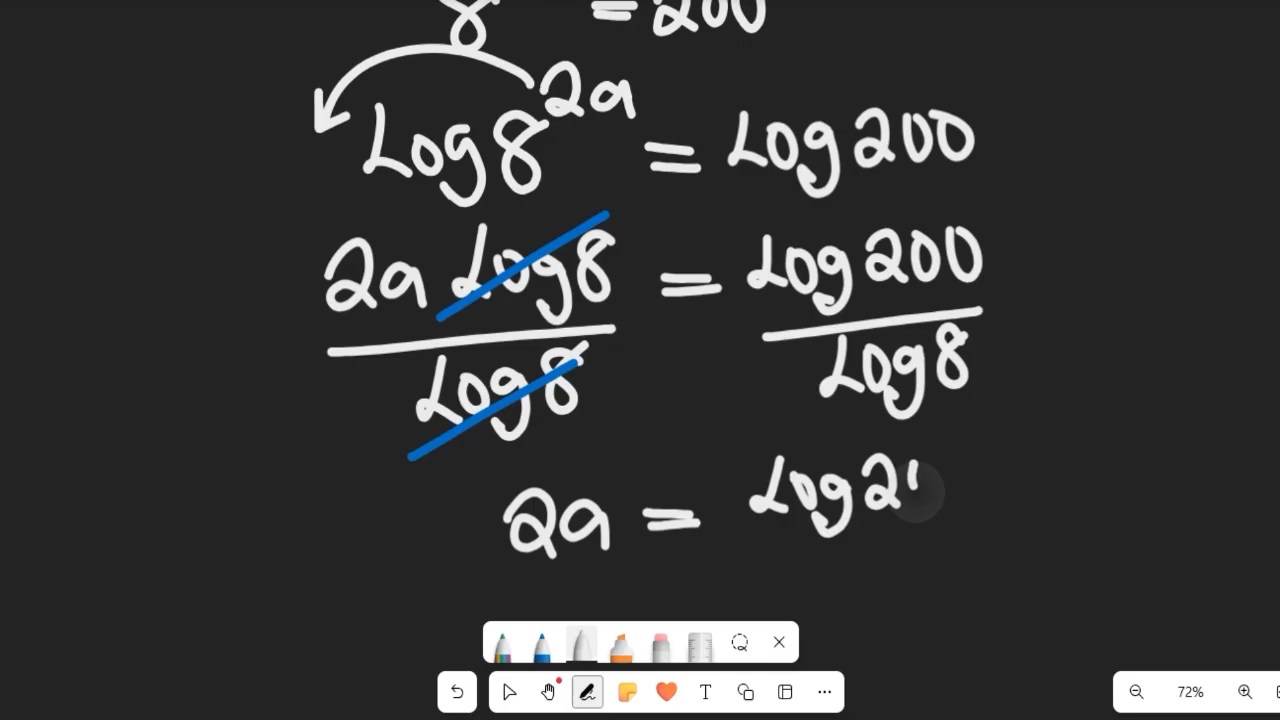 8 = 200
Log 8^2a = Log 200
2a Log 8 = Log 200
Log 8 Log 8
2a = Log 2
72%